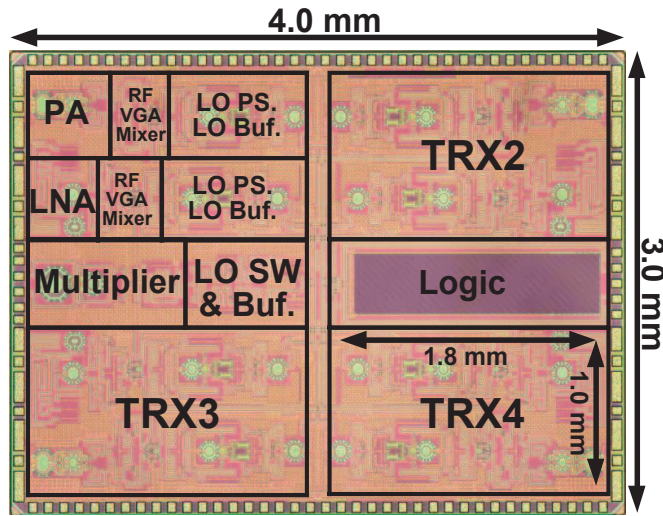 4.0 mm
PA
RF
VGA
Mixer
LO PS.
LO Buf.
TRX2
LNA
RF
VGA
Mixer
LO PS.
LO Buf.
3.0 mm
Multiplier
LO SW
& Buf.
Logic
1.8 mm
1.0 mm
TRX3
TRX4